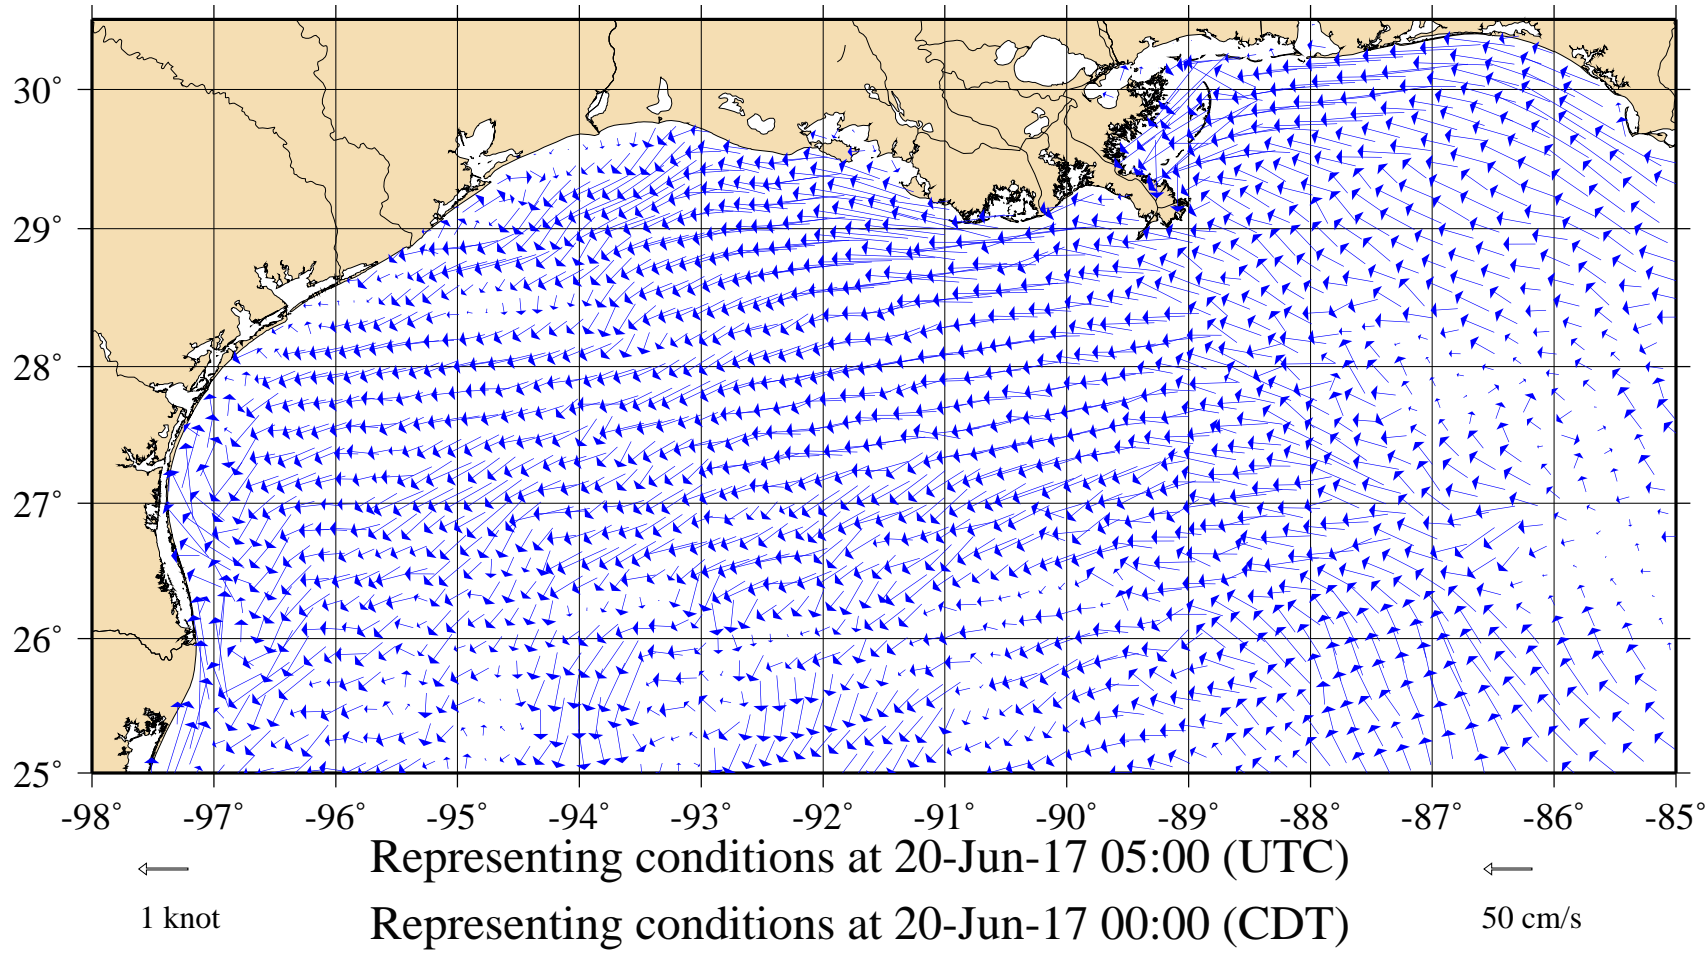 30°
29°
28°
27°
26°
25°
-98° -97° -96° -95° -94° -93° -92° -91° -90° -89° -88° -87° -86° -85°
Representing conditions at 20-Jun-17 05:00 (UTC)
1 knot
Representing conditions at 20-Jun-17 00:00 (CDT)
50 cm/s